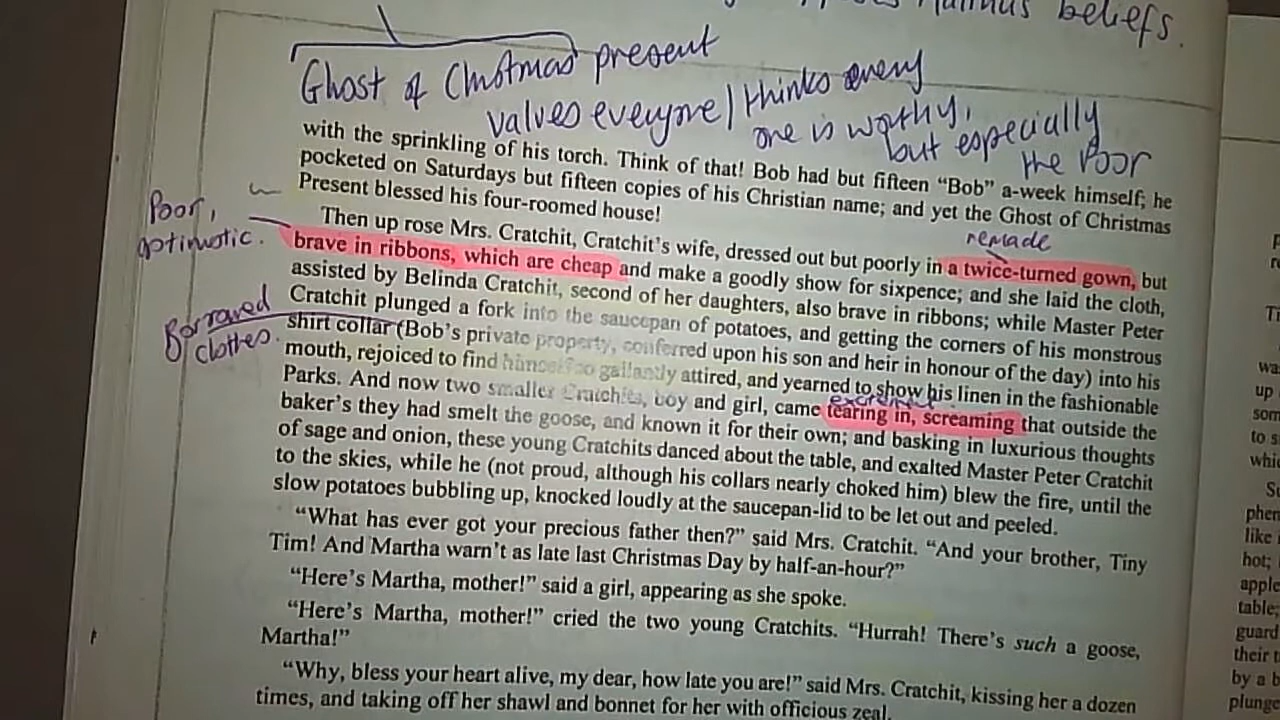 beliefs.
Ghost of Christmas present
values everyone / thinks every
one is worthy,
but especially
the Poor
with the sprinkling of his torch. Think of that! Bob had but fifteen “Bob” a-week himself; he
pocketed on Saturdays but fifteen copies of his Christian name; and yet the Ghost of Christmas
Present blessed his four-roomed house!
Poor,
optimistic.
remade
Then up rose Mrs. Cratchit, Cratchit’s wife, dressed out but poorly in a twice-turned gown, but
brave in ribbons, which are cheap and make a goodly show for sixpence; and she laid the cloth,
assisted by Belinda Cratchit, second of her daughters, also brave in ribbons; while Master Peter
Cratchit plunged a fork into the saucepan of potatoes, and getting the corners of his monstrous
Borrowed
clothes.
shirt collar (Bob’s private property, conferred upon his son and heir in honour of the day) into his
mouth, rejoiced to find himself so gallantly attired, and yearned to show his linen in the fashionable
Parks. And now two smaller Cratchits, boy and girl, came tearing in, screaming that outside the
baker’s they had smelt the goose, and known it for their own; and basking in luxurious thoughts
of sage and onion, these young Cratchits danced about the table, and exalted Master Peter Cratchit
to the skies, while he (not proud, although his collars nearly choked him) blew the fire, until the
slow potatoes bubbling up, knocked loudly at the saucepan-lid to be let out and peeled.
“What has ever got your precious father then?” said Mrs. Cratchit. “And your brother, Tiny
Tim! And Martha warn’t as late last Christmas Day by half-an-hour?”
“Here’s Martha, mother!” said a girl, appearing as she spoke.
“Here’s Martha, mother!” cried the two young Cratchits. “Hurrah! There’s such a goose,
Martha!”
“Why, bless your heart alive, my dear, how late you are!” said Mrs. Cratchit, kissing her a dozen
times, and taking off her shawl and bonnet for her with officious zeal.
up
to
whic
phen
like
hot;
apple
table;
guard
their
by a
plunge